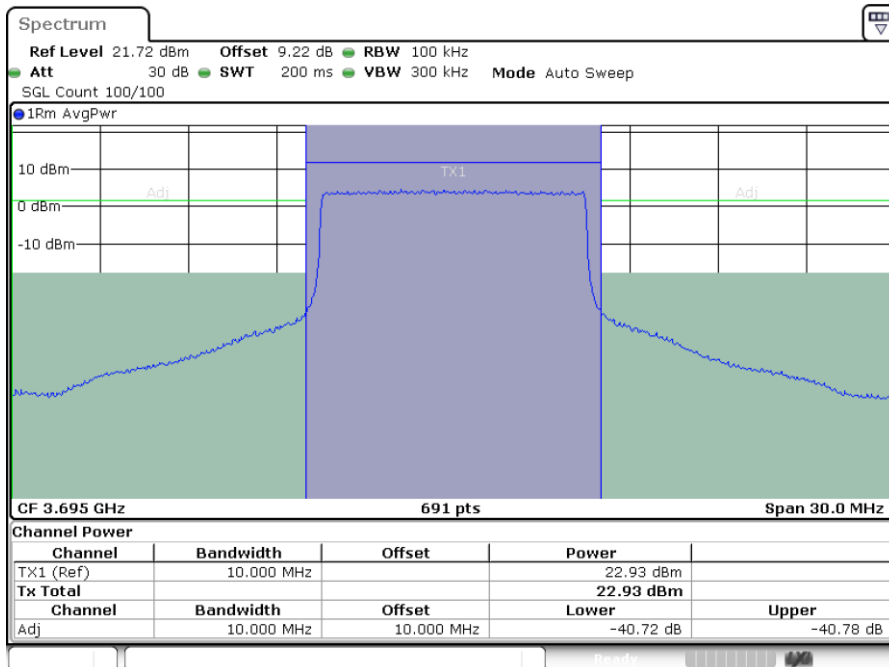 Spectrum
Ref Level 21.72 dBm Offset 9.22 dB RBW 100 kHz
Att 30 dB SWT 200 ms VBW 300 kHz Mode Auto Sweep
SGL Count 100/100
1Rm AvgPwr
10 dBm
TX1
Adj Adj
0 dBm
-10 dBm
CF 3.695 GHz 691 pts Span 30.0 MHz
Channel Power
Channel Bandwidth Offset Power
TX1 (Ref) 10.000 MHz 22.93 dBm
Tx Total 22.93 dBm
Channel Bandwidth Offset Lower Upper
Adj 10.000 MHz 10.000 MHz -40.72 dB -40.78 dB
Ready